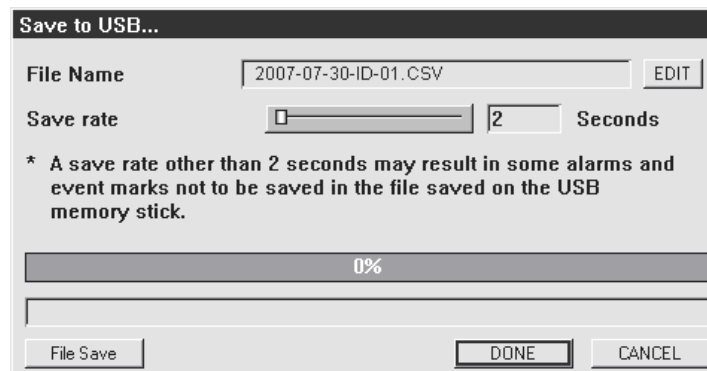 Save to USB...
File Name 2007-07-30-ID-01.CSV EDIT
Save rate 2 Seconds
* A save rate other than 2 seconds may result in some alarms and
event marks not to be saved in the file saved on the USB
memory stick.
0%
File Save DONE CANCEL